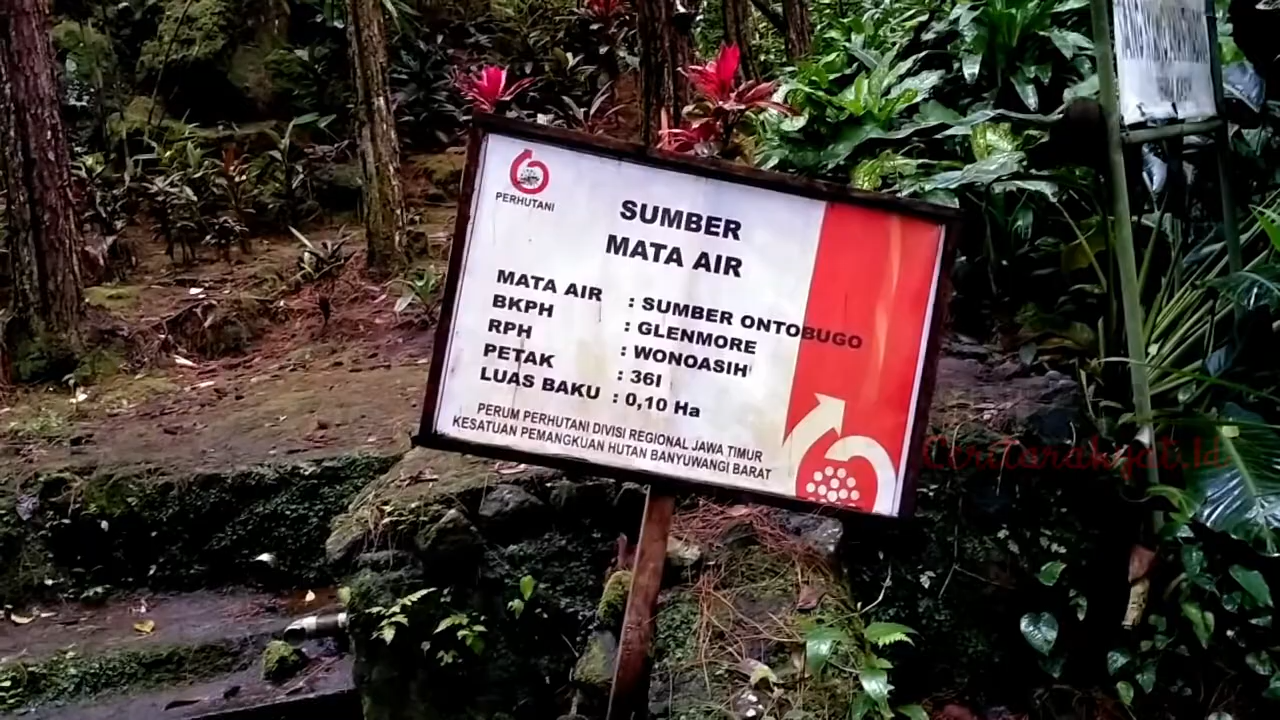 PERHUTANI
SUMBER
MATA AIR
MATA AIR : SUMBER ONTOBUGO
BKPH : GLENMORE
RPH : WONOASIH
PETAK : 36I
LUAS BAKU : 0,10 Ha
PERUM PERHUTANI DIVISI REGIONAL JAWA TIMUR
KESATUAN PEMANGKUAN HUTAN BANYUWANGI BARAT
CeriTarakyat.Id